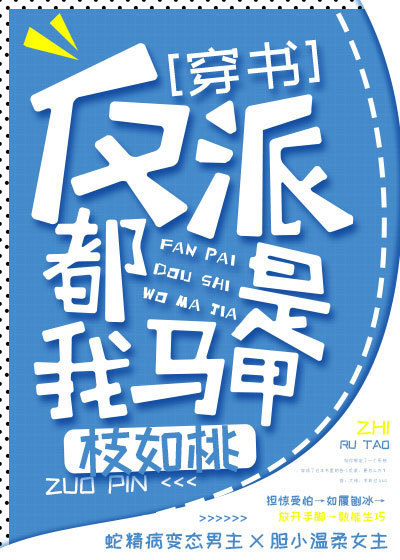 [穿书]
反派
都是
我马甲
FAN PAI
DOU SHI
WO MA JIA
枝如桃
ZUO PIN <<<
ZHI
RU TAO
担惊受怕→如履剧冰→
>>>>>> 放开手脚→熟能生巧
蛇精病变态男主×胆小温柔女主